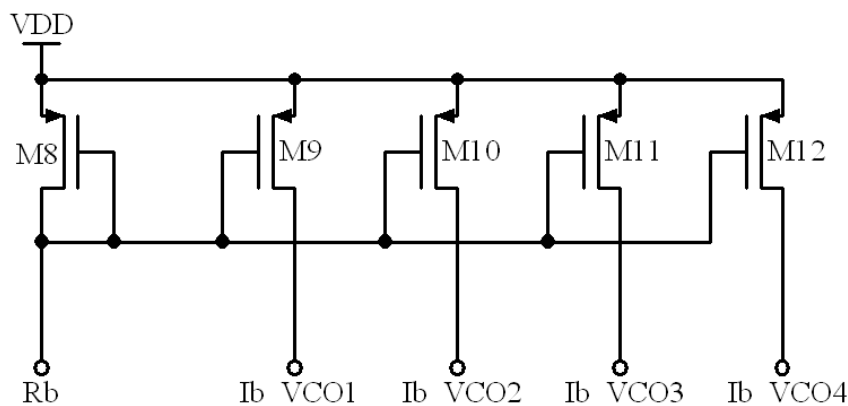 VDD
M8 M9 M10 M11 M12
Rb Ib VCO1 Ib VCO2 Ib VCO3 Ib VCO4